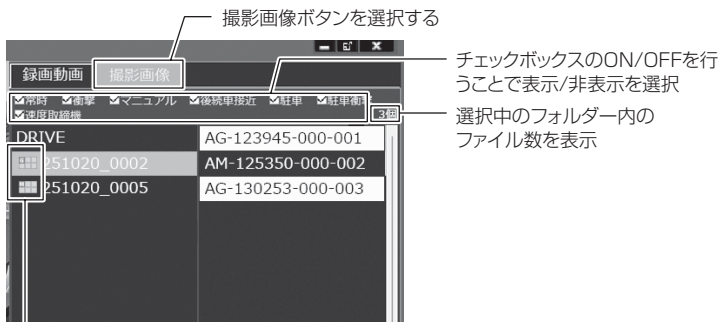 撮影画像ボタンを選択する
録画動画 撮影画像
チェックボックスのON/OFFを行
うことで表示/非表示を選択
常時 衝撃 マニュアル 後続車接近 駐車 駐車衝撃
速度取締機 3個
選択中のフォルダー内の
ファイル数を表示
DRIVE AG-123945-000-001
251020_0002 AM-125350-000-002
251020_0005 AG-130253-000-003